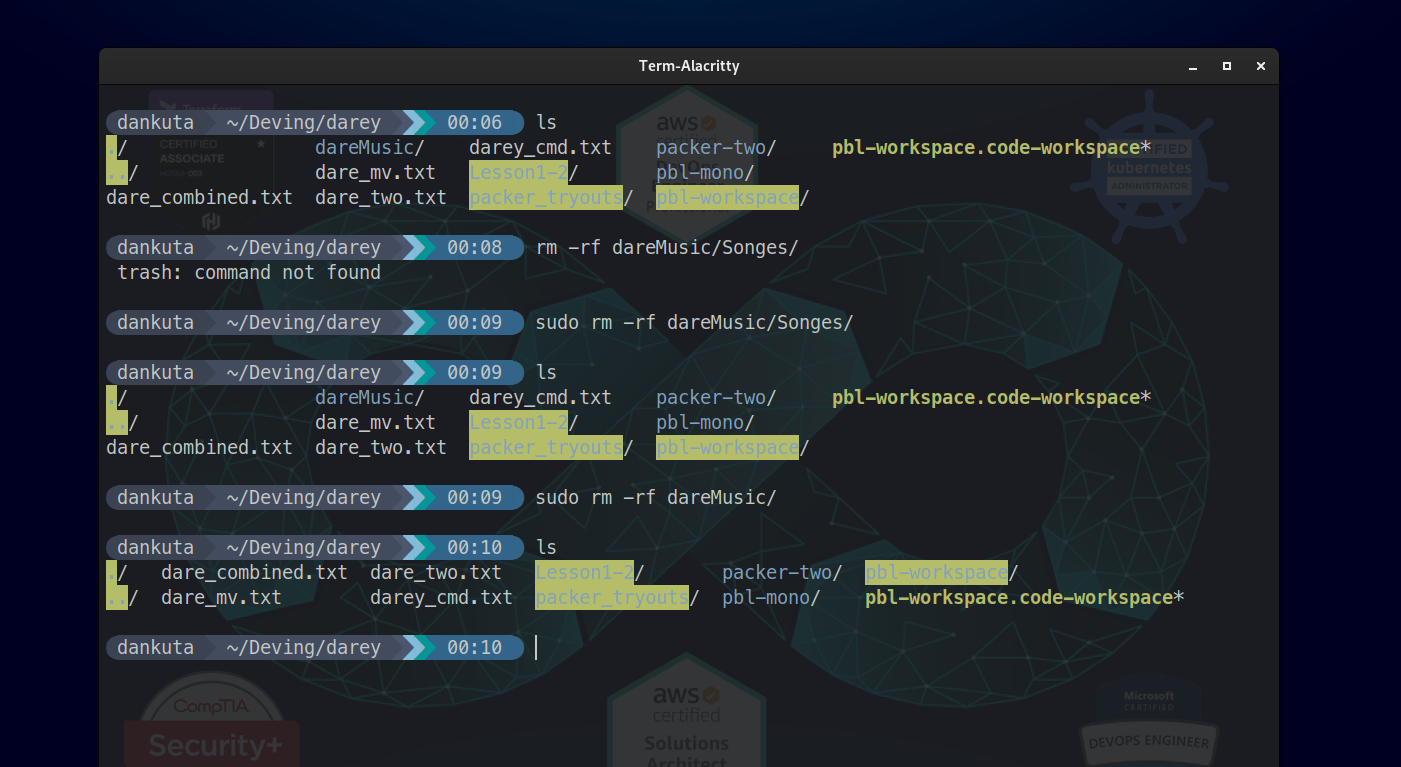 Term-Alacritty
Terraform
dankuta ~/Deving/darey 00:06 ls
./ dareMusic/ darey_cmd.txt packer-two/ pbl-workspace.code-workspace*
../ dare_mv.txt Lesson1-2/ pbl-mono/
dare_combined.txt dare_two.txt packer_tryouts/ pbl-workspace/
CERTIFIED
ASSOCIATE
aws
certified
DevOps
Engineer
Professional
CERTIFIED
kubernetes
ADMINISTRATOR
dankuta ~/Deving/darey 00:08 rm -rf dareMusic/Songes/
trash: command not found
dankuta ~/Deving/darey 00:09 sudo rm -rf dareMusic/Songes/
dankuta ~/Deving/darey 00:09 ls
./ dareMusic/ darey_cmd.txt packer-two/ pbl-workspace.code-workspace*
../ dare_mv.txt Lesson1-2/ pbl-mono/
dare_combined.txt dare_two.txt packer_tryouts/ pbl-workspace/
dankuta ~/Deving/darey 00:09 sudo rm -rf dareMusic/
dankuta ~/Deving/darey 00:10 ls
./ dare_combined.txt dare_two.txt Lesson1-2/ packer-two/ pbl-workspace/
../ dare_mv.txt darey_cmd.txt packer_tryouts/ pbl-mono/ pbl-workspace.code-workspace*
dankuta ~/Deving/darey 00:10
CompTIA
Security+
aws
certified
Solutions
Architect
Microsoft
CERTIFIED
DEVOPS ENGINEER